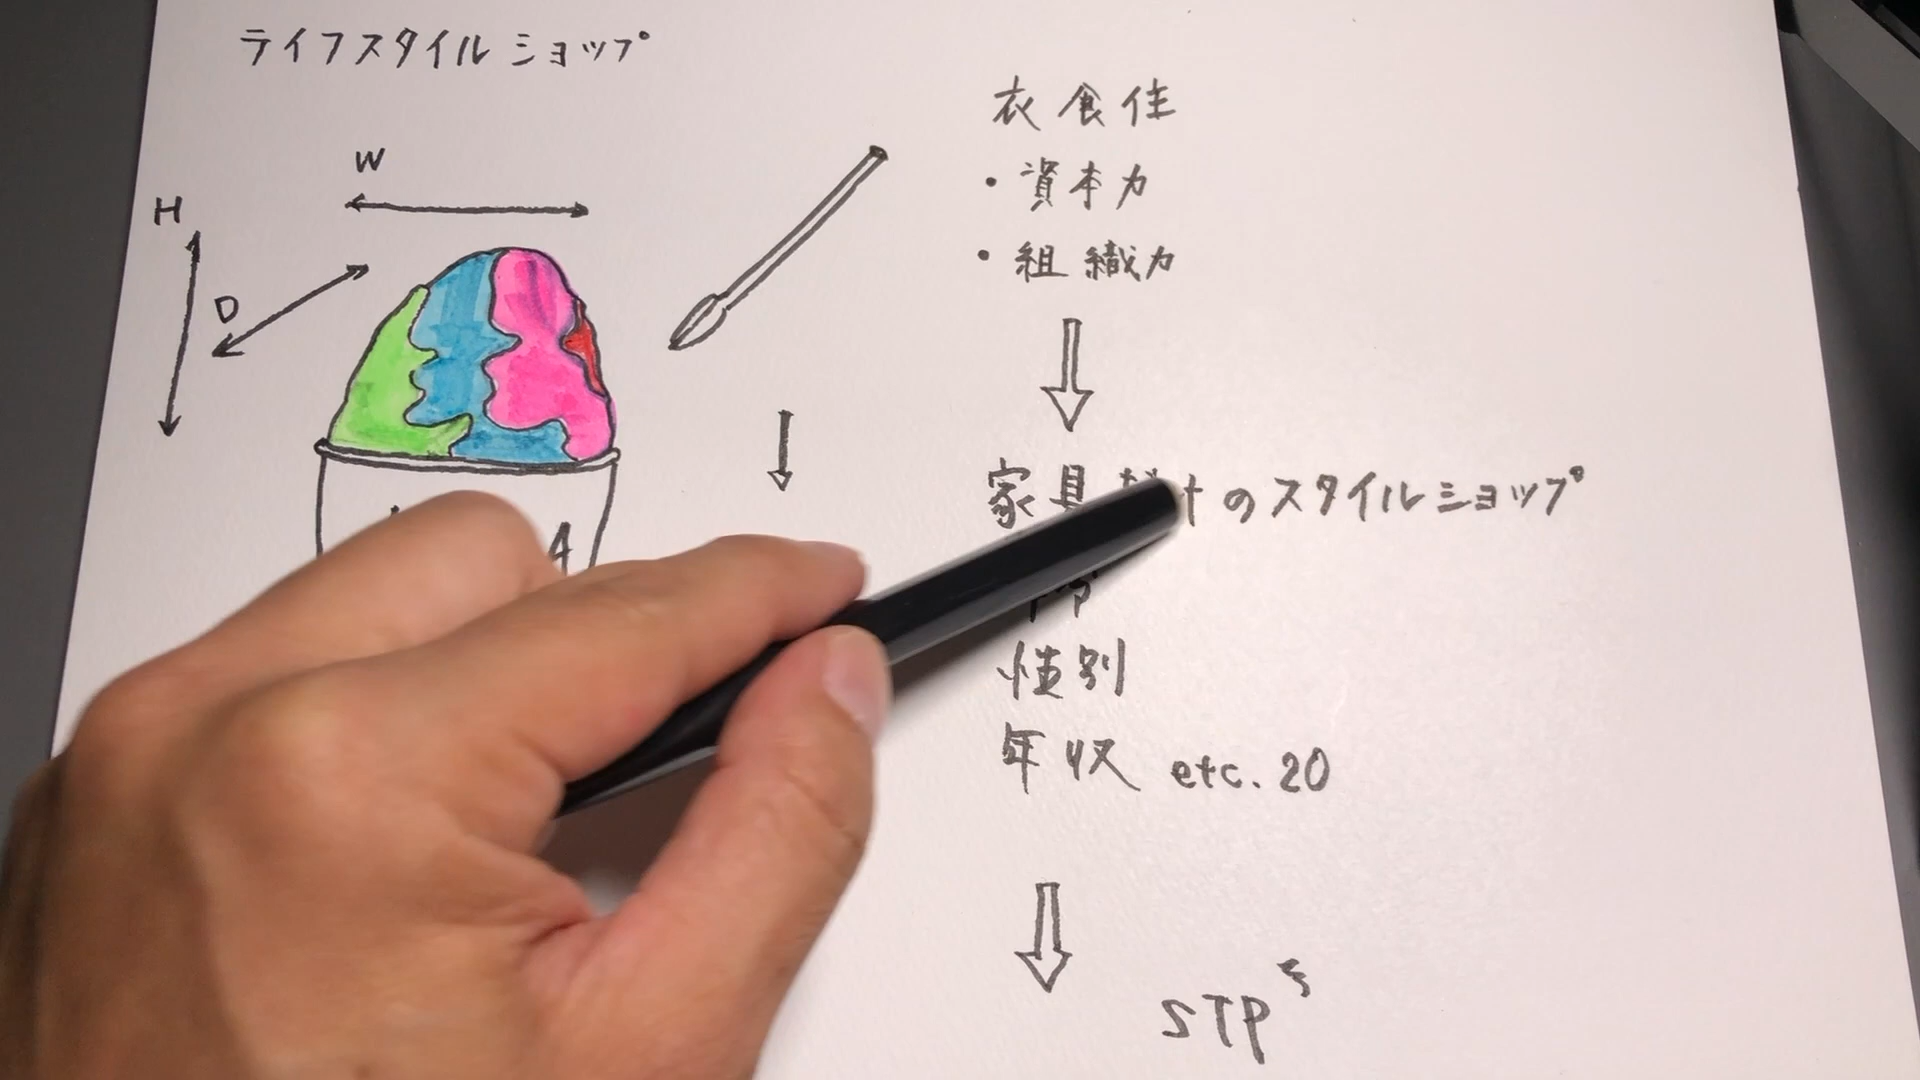 ライフスタイルショップ
W
H
D
A
衣食住
・資本力
・組織力
家具だけのスタイルショップ
性別
年収 etc. 20
STP